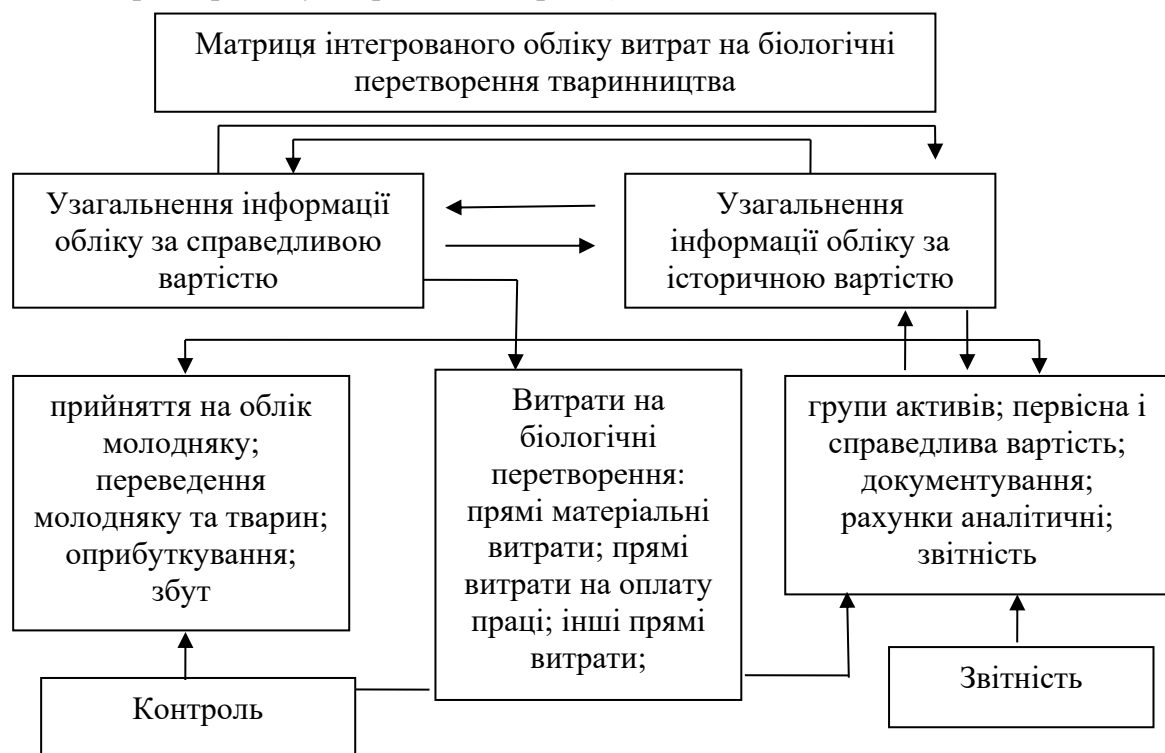 Матриця інтегрованого обліку витрат на біологічні
перетворення тваринництва
Узагальнення інформації
обліку за справедливою
вартістю
Узагальнення
інформації обліку за
історичною вартістю
прийняття на облік
молодняку;
переведення
молодняку та тварин;
оприбуткування;
збут
Витрати на
біологічні
перетворення:
прямі матеріальні
витрати; прямі
витрати на оплату
праці; інші прямі
витрати;
групи активів; первісна і
справедлива вартість;
документування;
рахунки аналітичні;
звітність
Контроль
Звітність